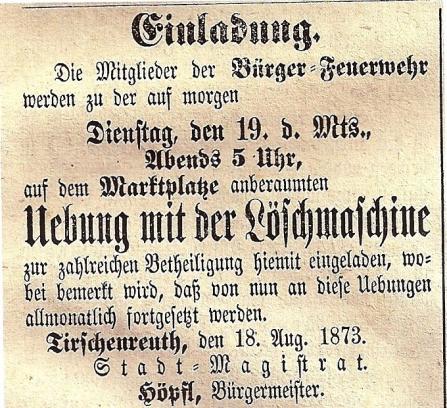 Einladung.
Die Mitglieder der Bürger-Feuerwehr
werden zu der auf morgen
Dienstag, den 19. d. Mts.,
Abends 5 Uhr,
auf dem Marktplatze anberaumten
Uebung mit der Löschmaschine
zur zahlreichen Betheiligung hiemit eingeladen, wo-
bei bemerkt wird, daß von nun an diese Uebungen
allmonatlich fortgesetzt werden.
Tirschenreuth, den 18. Aug. 1873.
Stadt-Magistrat.
Höpfl, Bürgermeister.